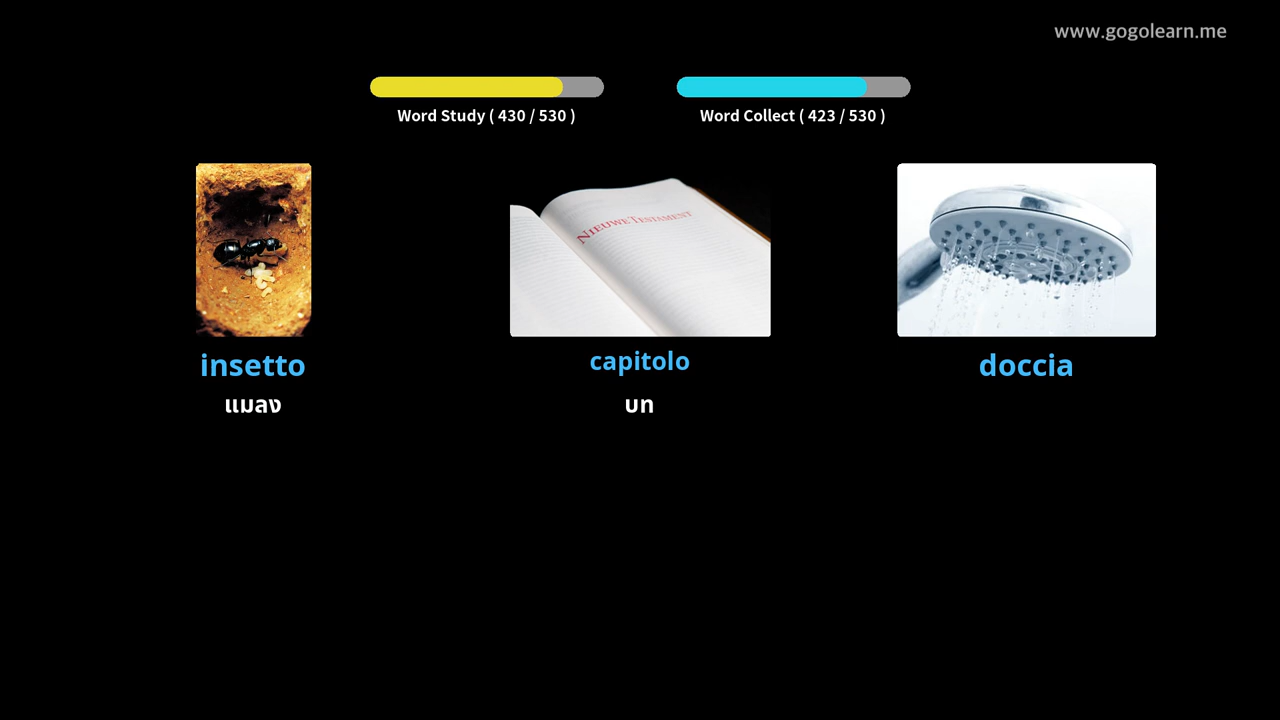 www.gogolearn.me
Word Study ( 430 / 530 )
Word Collect ( 423 / 530 )
NIEUWE TESTAMENT
insetto
capitolo
doccia
แมลง
บท